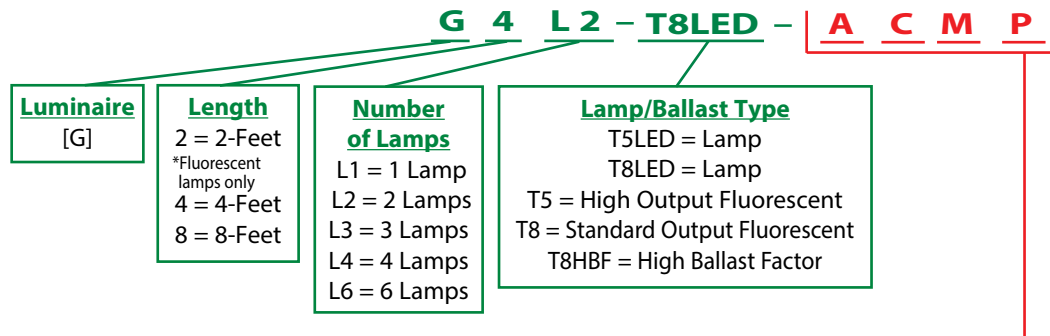 G 4 L 2 – T8LED – A C M P
Luminaire
[G]
Length
2 = 2-Feet
*Fluorescent
lamps only
4 = 4-Feet
8 = 8-Feet
Number
of Lamps
L1 = 1 Lamp
L2 = 2 Lamps
L3 = 3 Lamps
L4 = 4 Lamps
L6 = 6 Lamps
Lamp/Ballast Type
T5LED = Lamp
T8LED = Lamp
T5 = High Output Fluorescent
T8 = Standard Output Fluorescent
T8HBF = High Ballast Factor